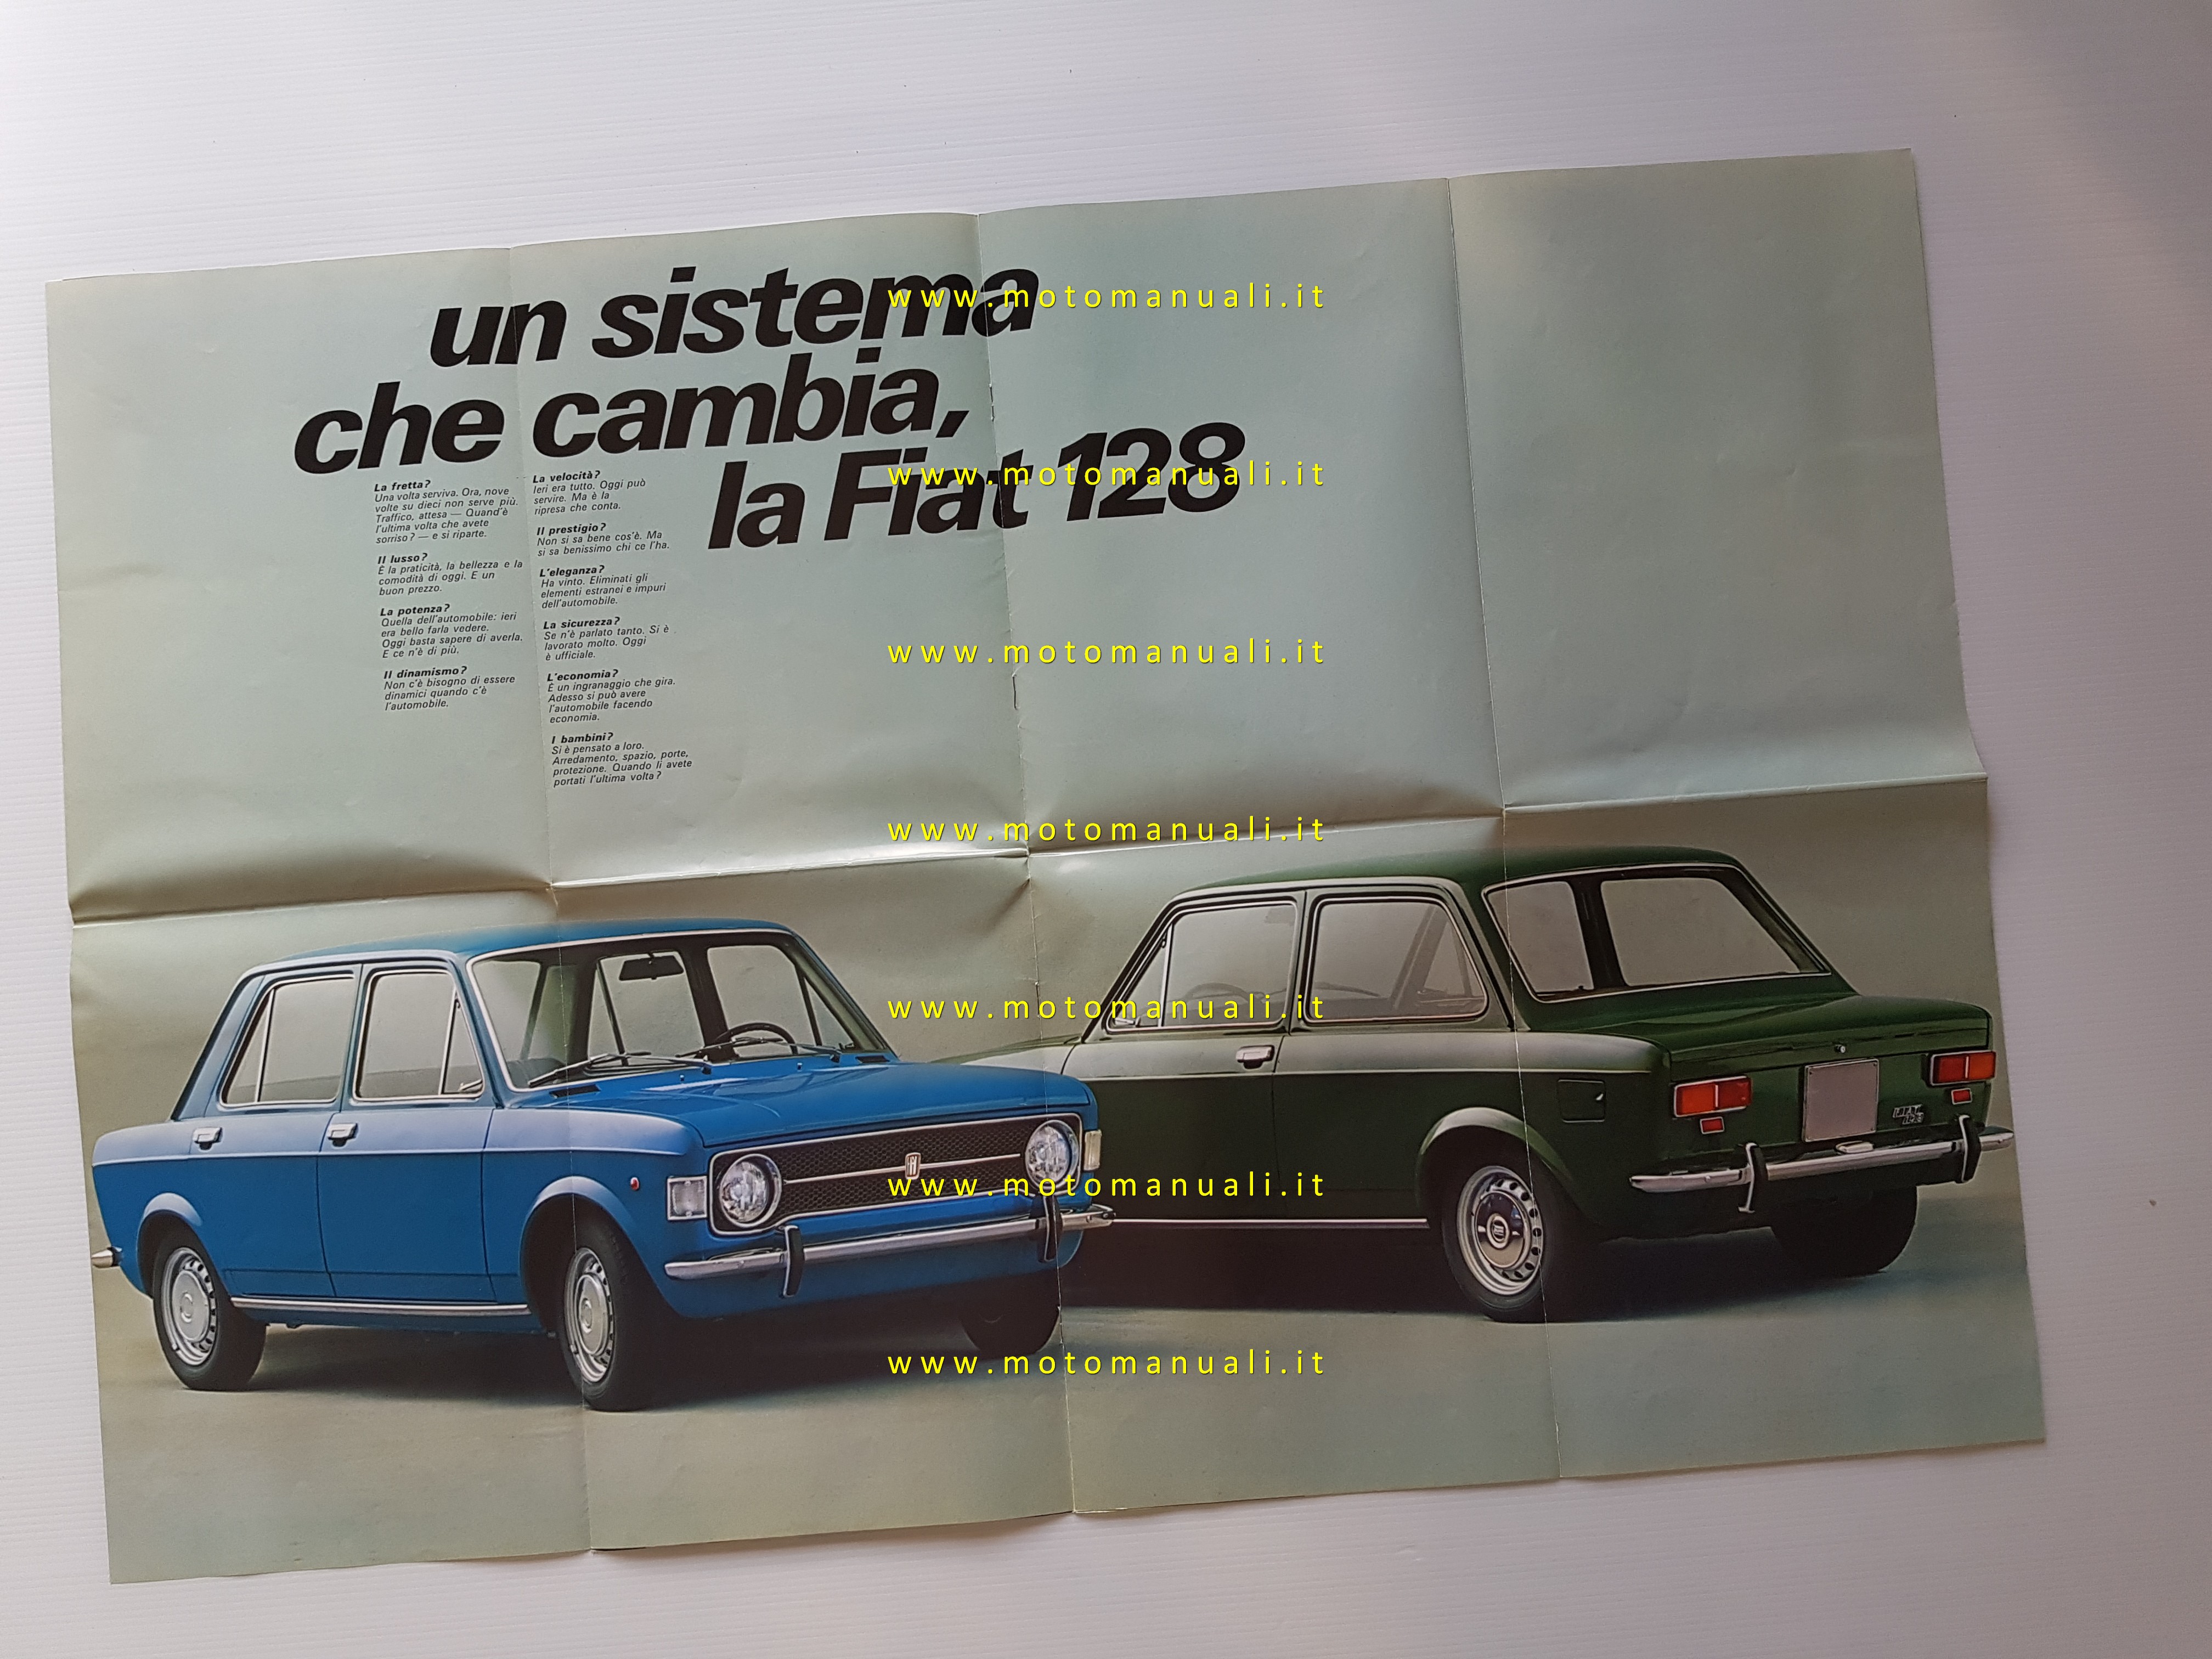 un sistema
che cambia,
la Fiat 128
La fretta?
Una volta serviva. Ora, nove
volte su dieci non serve più.
Traffico, attesa — Quand'è
l'ultima volta che avete
sorriso? — e si riparte.
Il lusso?
È la praticità, la bellezza e la
comodità di oggi. E un
buon prezzo.
La potenza?
Quella dell'automobile: ieri
era bello farla vedere.
Oggi basta sapere di averla.
E ce n'è di più.
Il dinamismo?
Non c'è bisogno di essere
dinamici quando c'è
l'automobile.
La velocità?
Ieri era tutto. Oggi può
servire. Ma è la
ripresa che conta.
Il prestigio?
Non si sa bene cos'è. Ma
si sa benissimo chi ce l'ha.
L'eleganza?
Ha vinto. Eliminati gli
elementi estranei e impuri
dell'automobile.
La sicurezza?
Se n'è parlato tanto. Si è
lavorato molto. Oggi
è ufficiale.
L'economia?
È un ingranaggio che gira.
Adesso si può avere
l'automobile facendo
economia.
I bambini?
Si è pensato a loro.
Arredamento, spazio, porte,
protezione. Quando li avete
portati l'ultima volta?
www.motomanuali.it
www.motomanuali.it
www.motomanuali.it
www.motomanuali.it
www.motomanuali.it
www.motomanuali.it
www.motomanuali.it